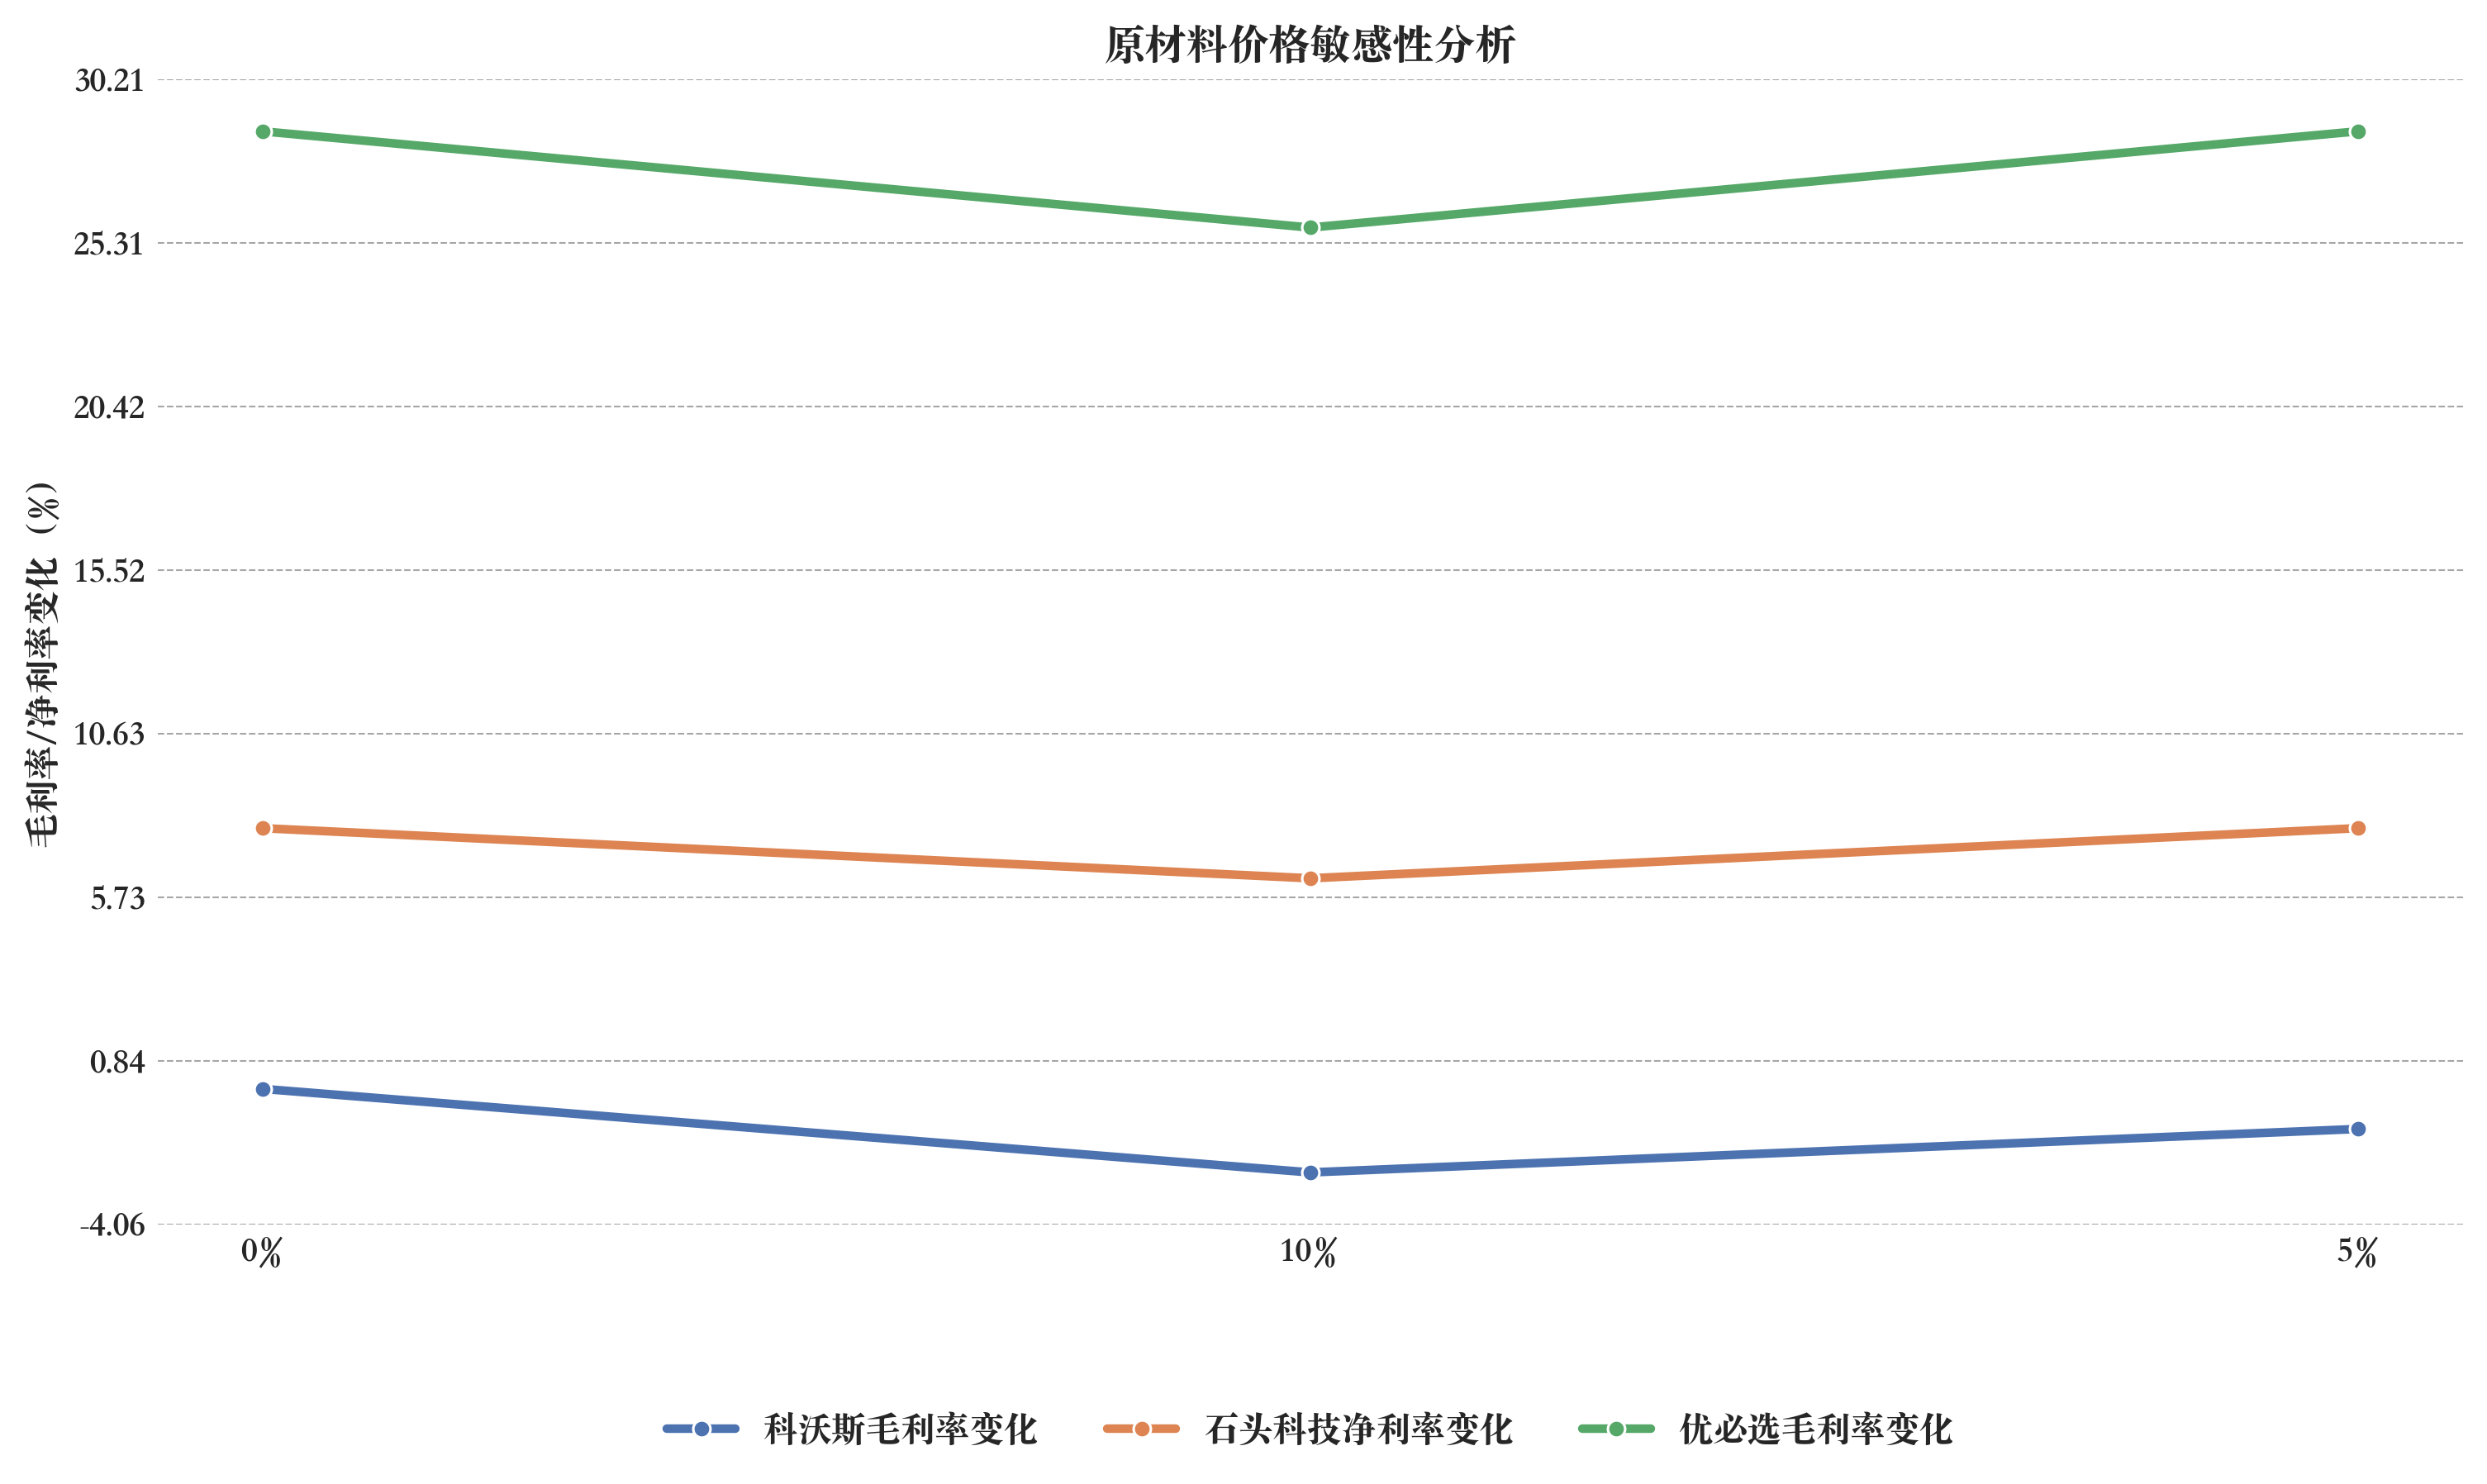 原材料价格敏感性分析
毛利率/净利率变化（%）
30.21
25.31
20.42
15.52
10.63
5.73
0.84
-4.06
0%
10%
5%
科沃斯毛利率变化
石头科技净利率变化
优必选毛利率变化